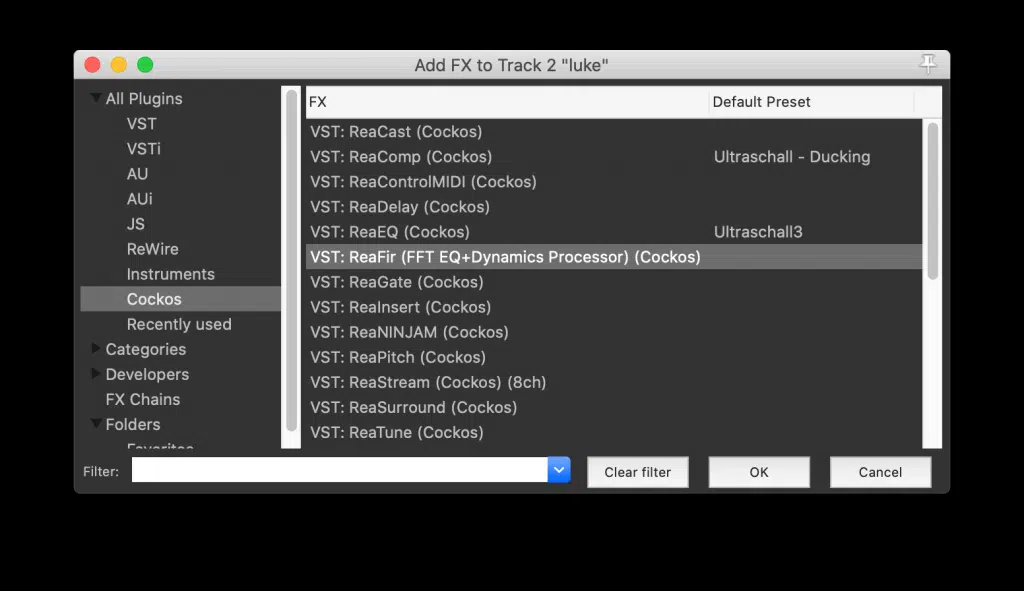 Add FX to Track 2 "luke"
All Plugins
VST
VSTi
AU
AUi
JS
ReWire
Instruments
Cockos
Recently used
Categories
Developers
FX Chains
Folders
Favorites
FX Default Preset
VST: ReaCast (Cockos)
VST: ReaComp (Cockos) Ultraschall - Ducking
VST: ReaControlMIDI (Cockos)
VST: ReaDelay (Cockos)
VST: ReaEQ (Cockos) Ultraschall3
VST: ReaFir (FFT EQ+Dynamics Processor) (Cockos)
VST: ReaGate (Cockos)
VST: ReaInsert (Cockos)
VST: ReaNINJAM (Cockos)
VST: ReaPitch (Cockos)
VST: ReaStream (Cockos) (8ch)
VST: ReaSurround (Cockos)
VST: ReaTune (Cockos)
Filter: Clear filter OK Cancel